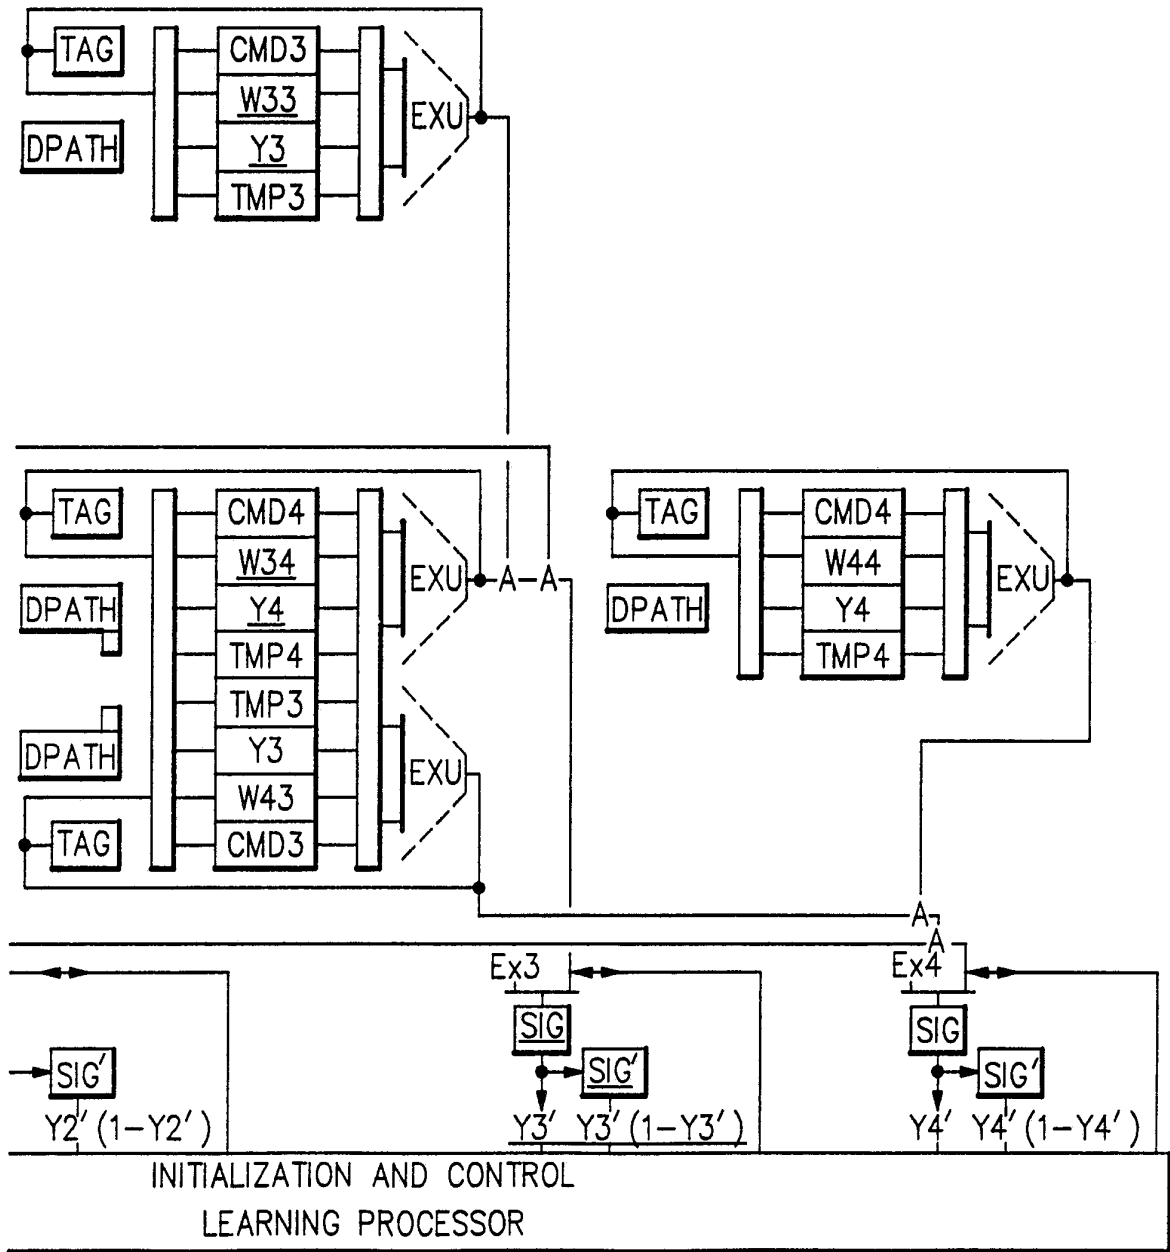 TAG CMD3
W33 EXU
DPATH Y3
TMP3
TAG CMD4
W34 EXU A A
DPATH Y4
TMP4
TMP3
DPATH Y3 EXU
W43
TAG CMD3
TAG CMD4
W44 EXU
DPATH Y4
TMP4
A
A
Ex3 Ex4
SIG SIG
SIG' SIG' SIG'
Y2' (1-Y2') Y3' Y3' (1-Y3') Y4' Y4' (1-Y4')
INITIALIZATION AND CONTROL
LEARNING PROCESSOR